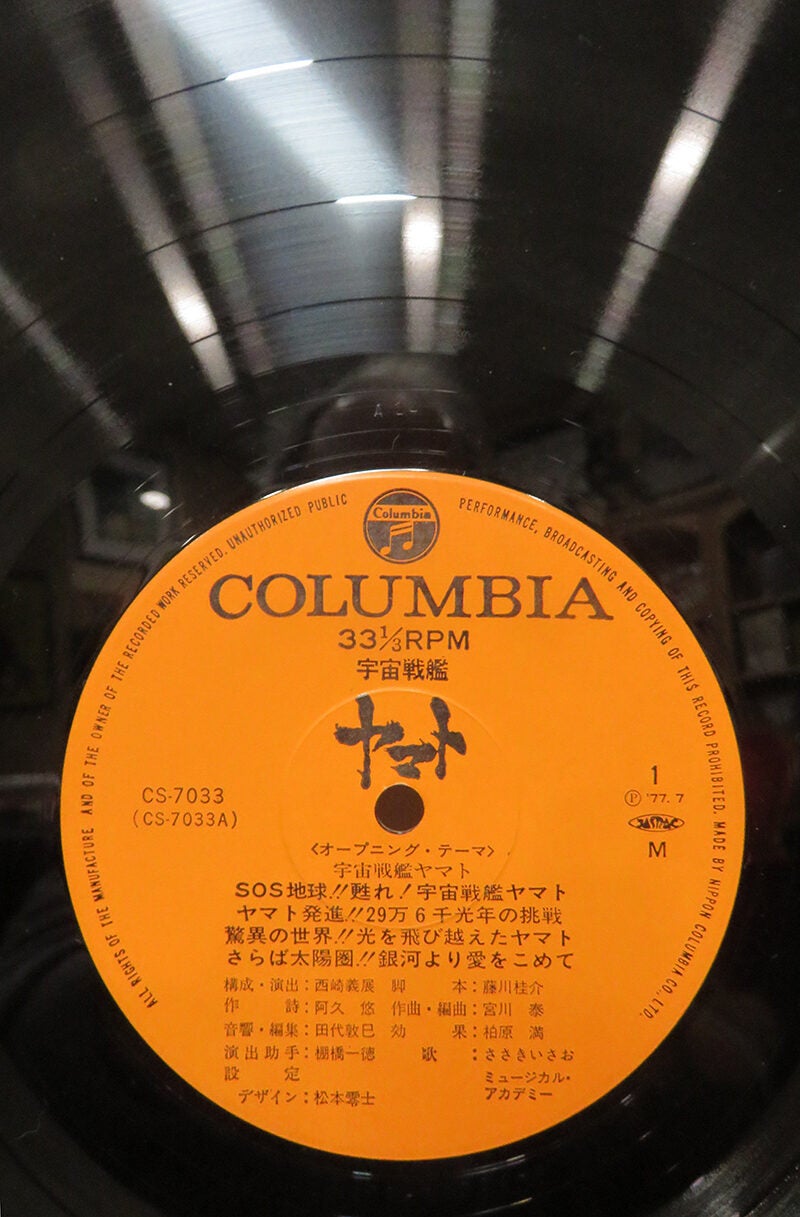 A 2
Columbia
ALL RIGHTS OF THE MANUFACTURE AND OF THE OWNER OF THE RECORDED WORK RESERVED. UNAUTHORIZED PUBLIC PERFORMANCE, BROADCASTING AND COPYING OF THIS RECORD PROHIBITED. MADE BY NIPPON COLUMBIA CO., LTD.
COLUMBIA
33 1/3 RPM
宇宙戦艦
ヤマト
CS-7033
(CS-7033A)
1
Ⓟ '77. 7
JASRAC
M
〈オープニング・テーマ〉
宇宙戦艦ヤマト
SOS地球!!甦れ!宇宙戦艦ヤマト
ヤマト発進!!29万6千光年の挑戦
驚異の世界!!光を飛び越えたヤマト
さらば太陽圏!!銀河より愛をこめて
構成・演出:西崎義展 脚 本:藤川桂介
作 詩:阿久 悠 作曲・編曲:宮川 泰
音響・編集:田代敦巳 効 果:柏原 満
演出助手:棚橋一徳 歌:ささきいさお
設 定 ミュージカル・
デザイン:松本零士 アカデミー